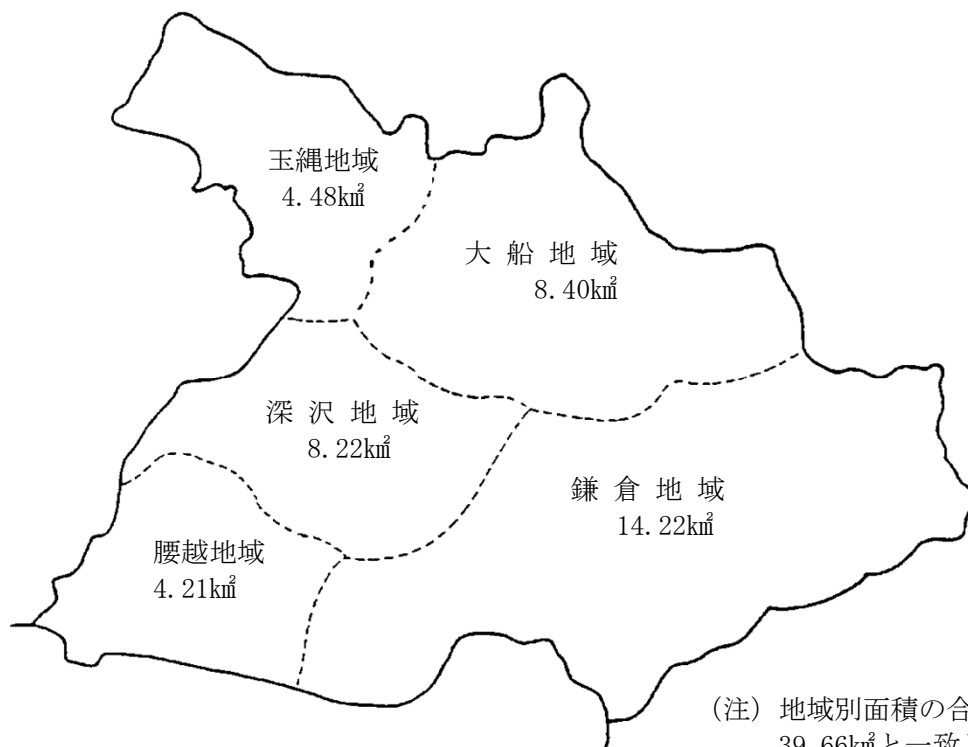 玉縄地域
4.48k㎡
大船地域
8.40k㎡
深沢地域
8.22k㎡
鎌倉地域
14.22k㎡
腰越地域
4.21k㎡
(注) 地域別面積の合
39.66k㎡と一致